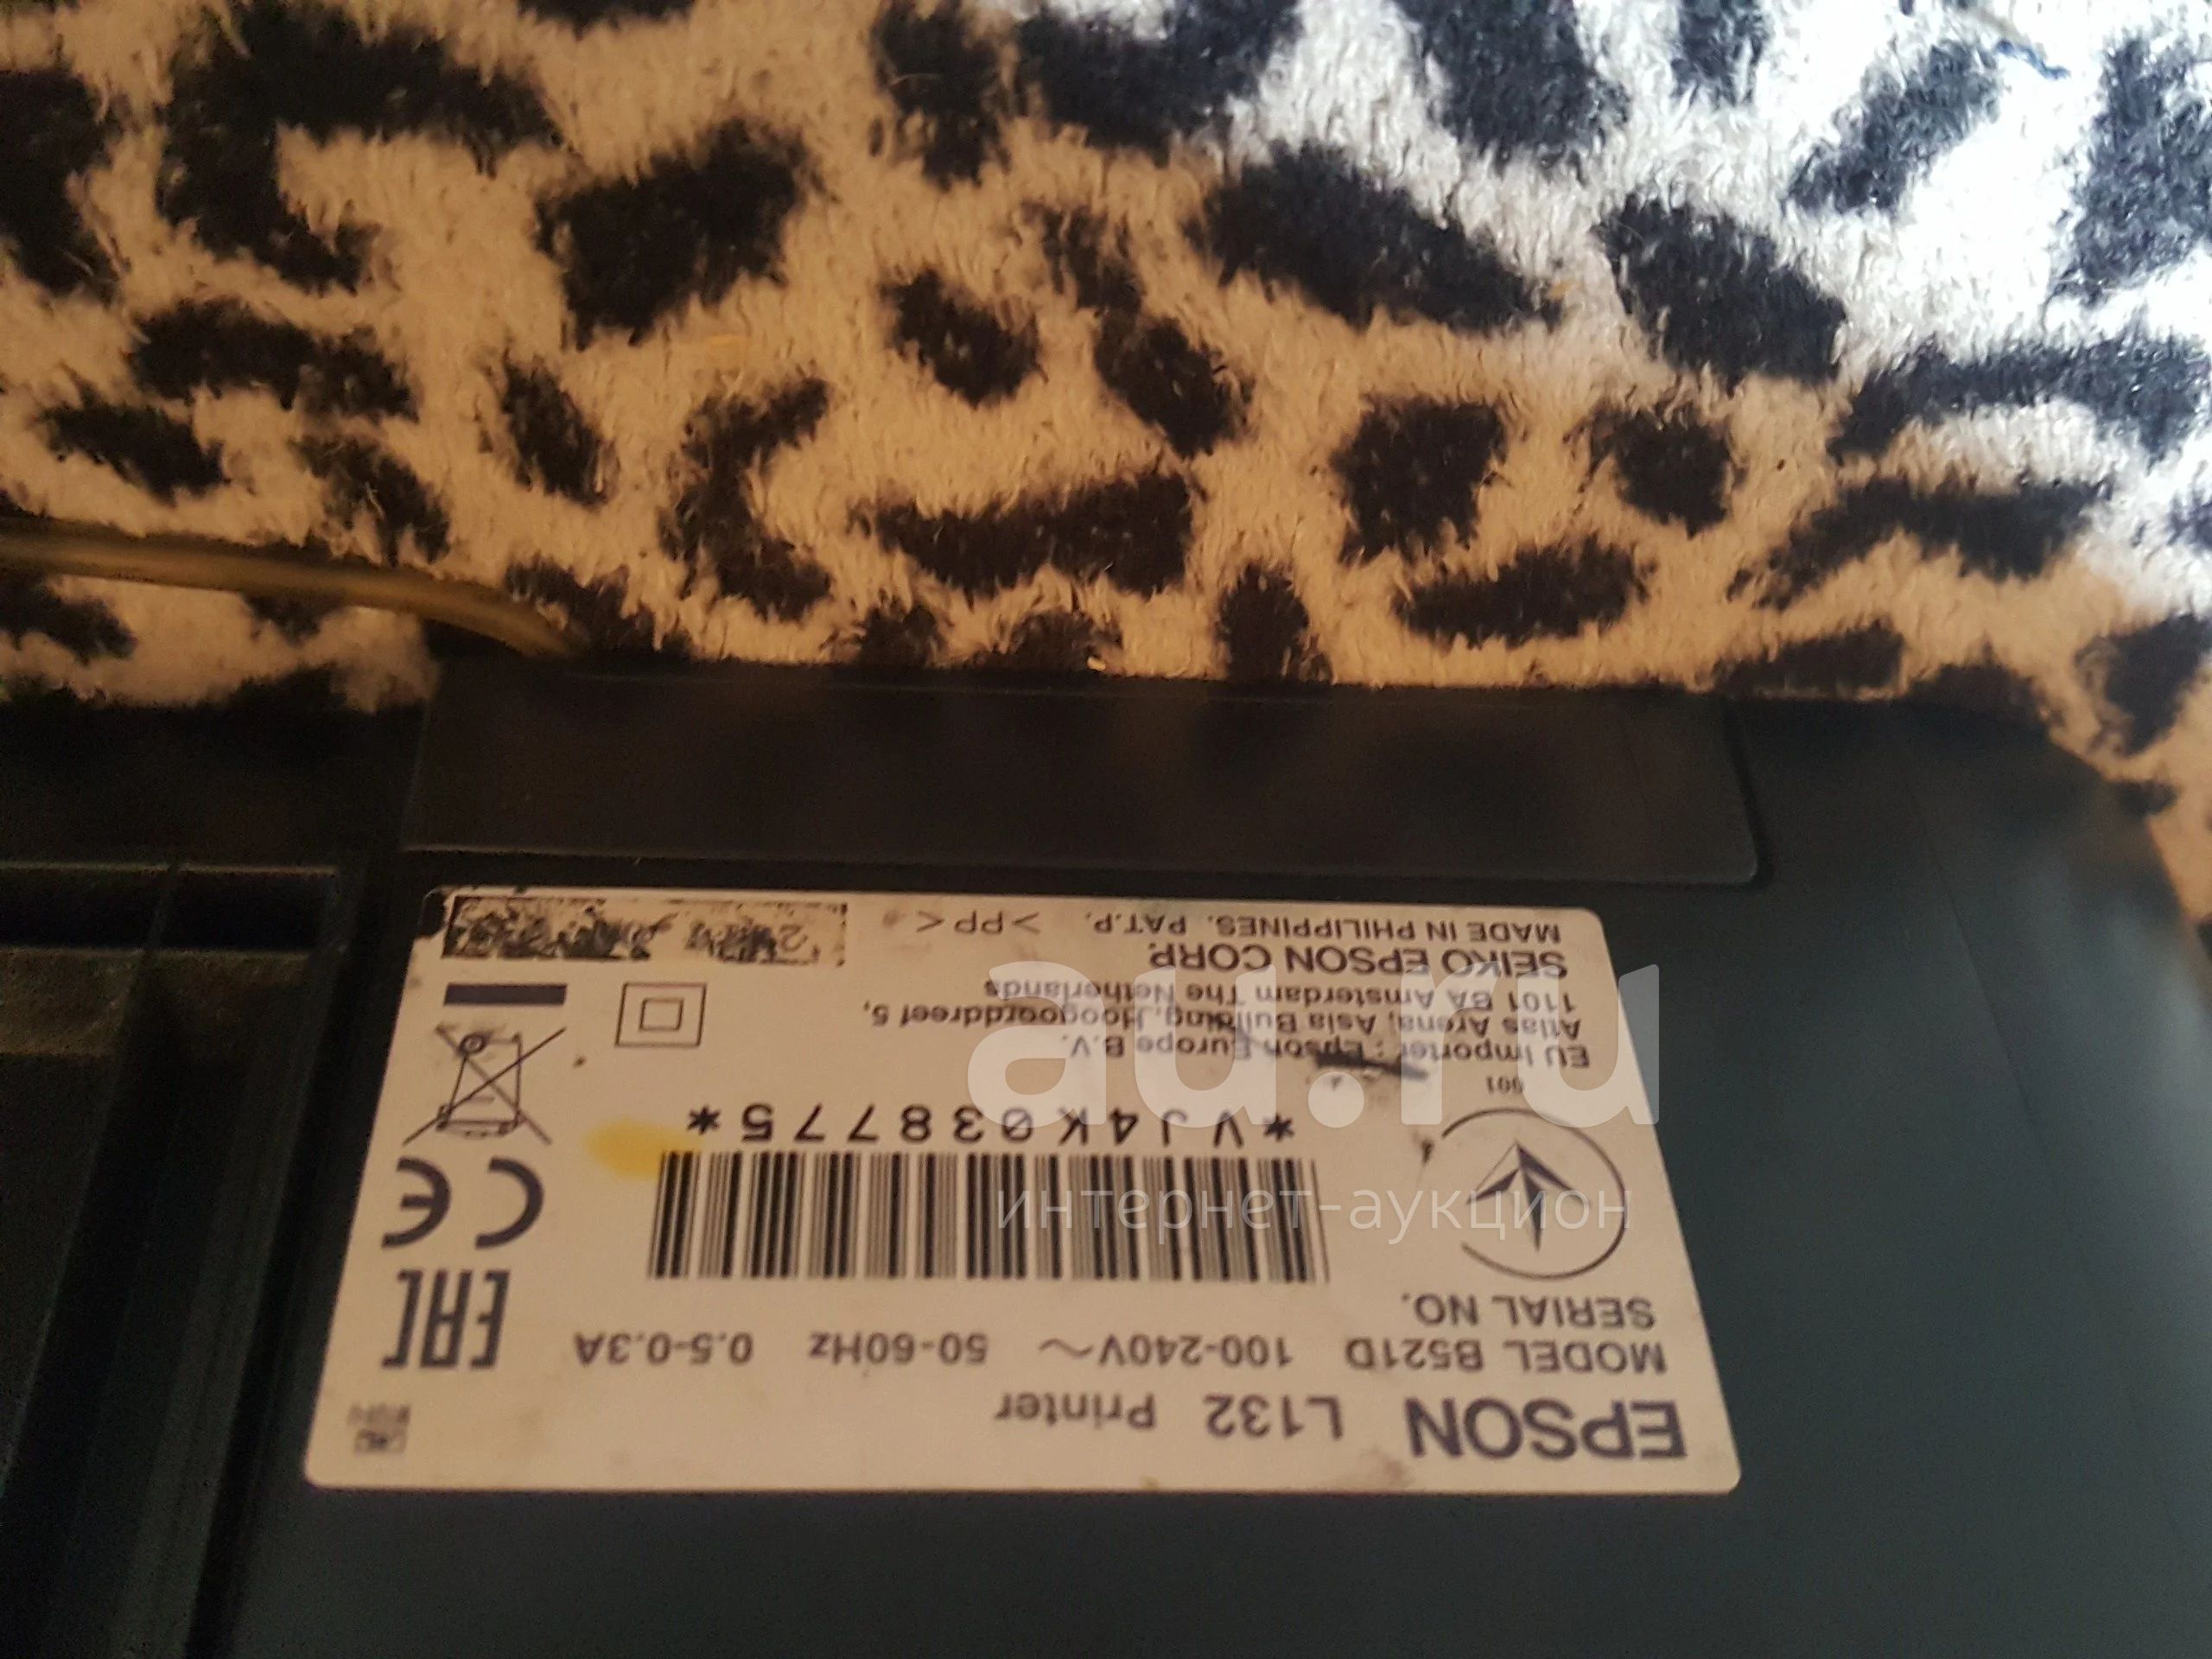 EPSON L132 Printer
MODEL B521D 100-240V~ 50-60Hz 0.5-0.3A
SERIAL NO.
*VJ4K038775*
001
EU Importer : Epson Europe B.V.
Atlas Arena, Asia Building, Hoogoorddreef 5,
1101 BA Amsterdam The Netherlands
SEIKO EPSON CORP.
MADE IN PHILIPPINES. PAT.P. >PP<
EAC
CE
au.ru
интернет-аукцион